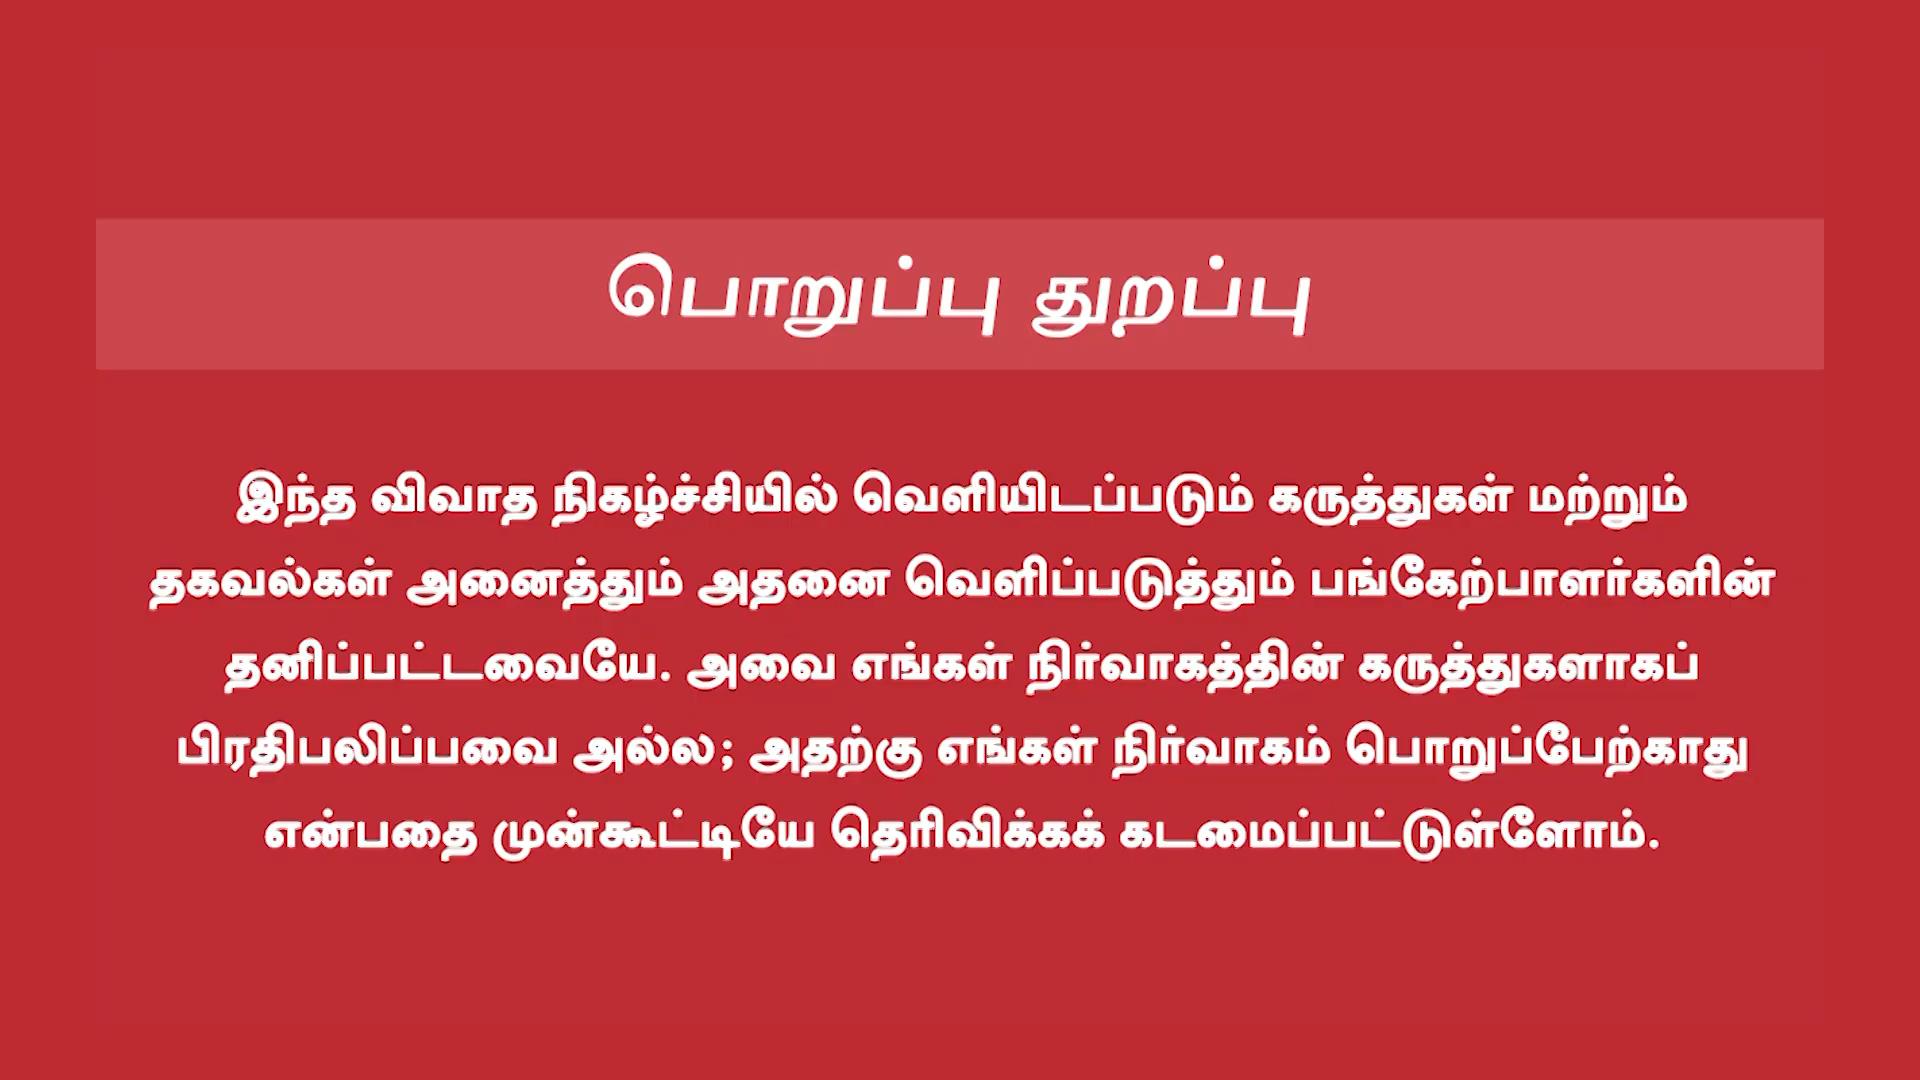 பொறுப்பு துறப்பு
இந்த விவாத நிகழ்ச்சியில் வெளியிடப்படும் கருத்துகள் மற்றும்
தகவல்கள் அனைத்தும் அதனை வெளிப்படுத்தும் பங்கேற்பாளர்களின்
தனிப்பட்டவையே. அவை எங்கள் நிர்வாகத்தின் கருத்துகளாகப்
பிரதிபலிப்பவை அல்ல; அதற்கு எங்கள் நிர்வாகம் பொறுப்பேற்காது
என்பதை முன்கூட்டியே தெரிவிக்கக் கடமைப்பட்டுள்ளோம்.